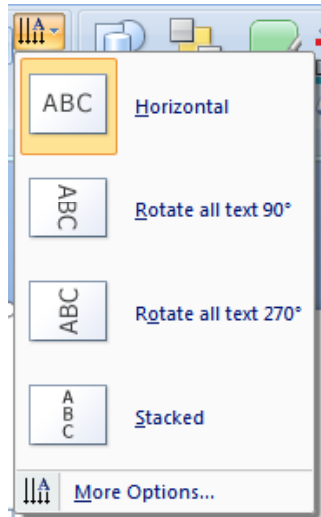 ABC Horizontal
ABC Rotate all text 90°
ABC Rotate all text 270°
A
B
C
Stacked
More Options...